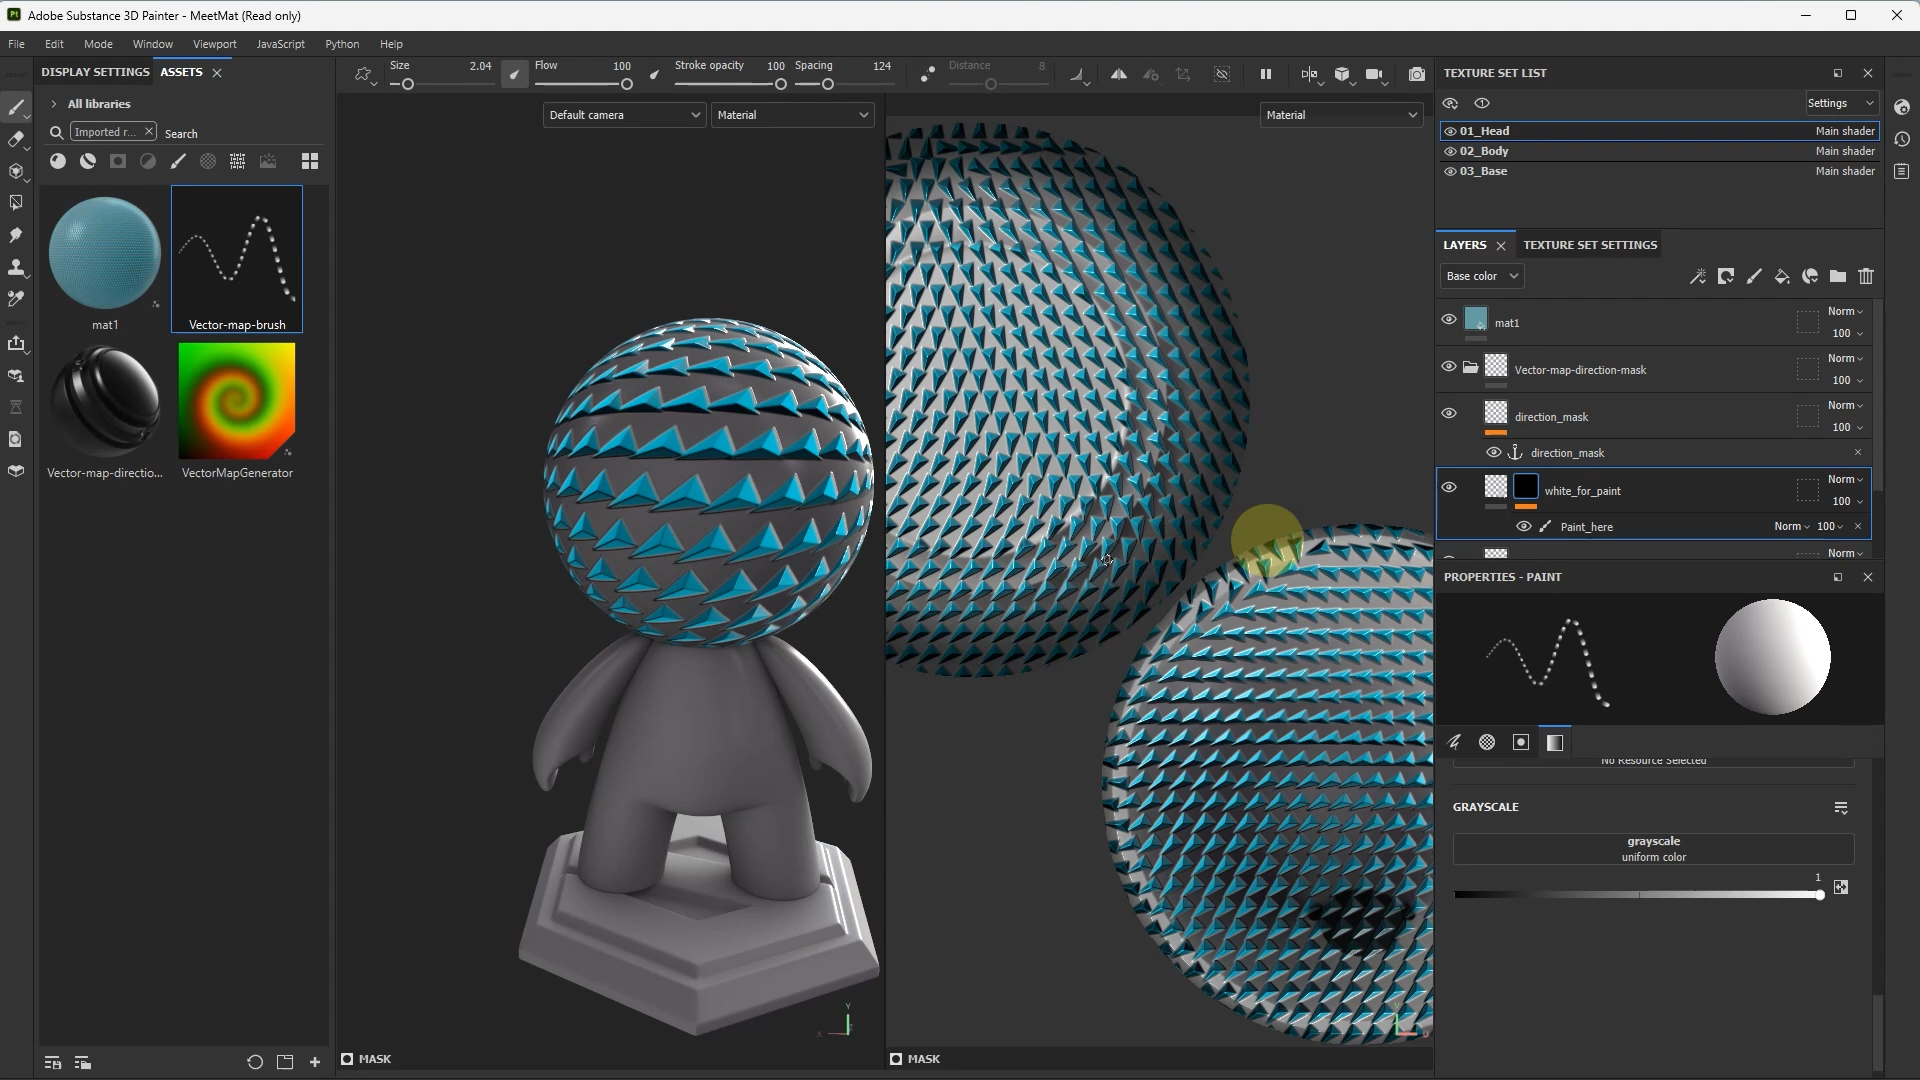 Adobe Substance 3D Painter - MeetMat (Read only)
File Edit Mode Window Viewport JavaScript Python Help
DISPLAY SETTINGS ASSETS
Size 2.04 Flow 100 Stroke opacity 100 Spacing 124 Distance 8
TEXTURE SET LIST
All libraries
Settings
Imported r... Search
Default camera Material Material
01_Head Main shader
02_Body Main shader
03_Base Main shader
LAYERS TEXTURE SET SETTINGS
Base color
mat1 Vector-map-brush
Vector-map-directio... VectorMapGenerator
mat1 Norm
100
Vector-map-direction-mask Norm
100
direction_mask Norm
100
direction_mask
white_for_paint Norm
100
Paint_here Norm 100
Norm
PROPERTIES - PAINT
No Resource Selected
GRAYSCALE
grayscale
uniform color
1
Y
MASK MASK